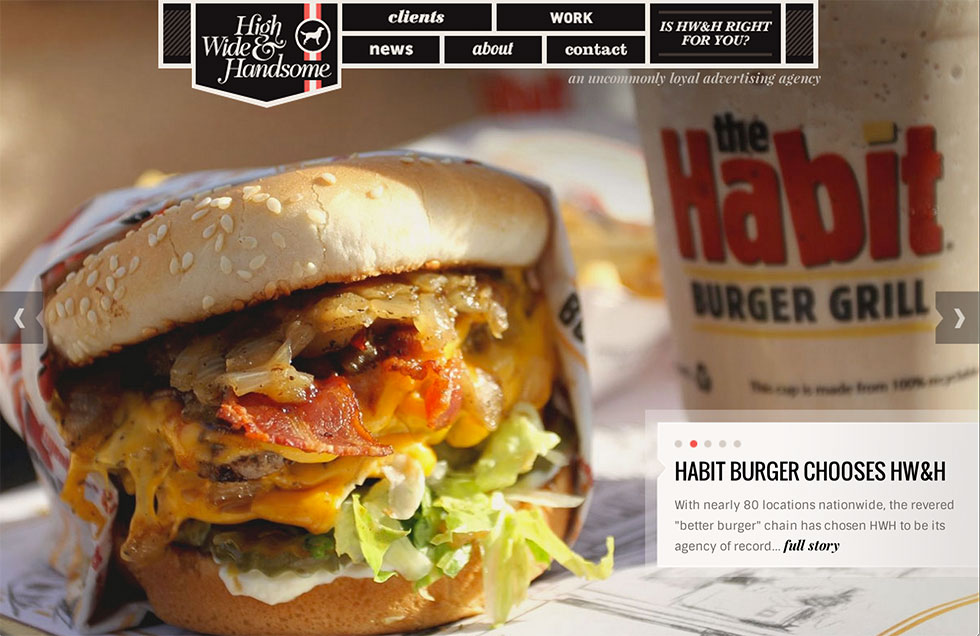 High
Wide &
Handsome
clients
WORK
news
about
contact
IS HW&H RIGHT
FOR YOU?
an uncommonly loyal advertising agency
the
Habit
BURGER GRILL
This cup is made from 100%
HABIT BURGER CHOOSES HW&H
With nearly 80 locations nationwide, the revered
"better burger" chain has chosen HWH to be its
agency of record... full story